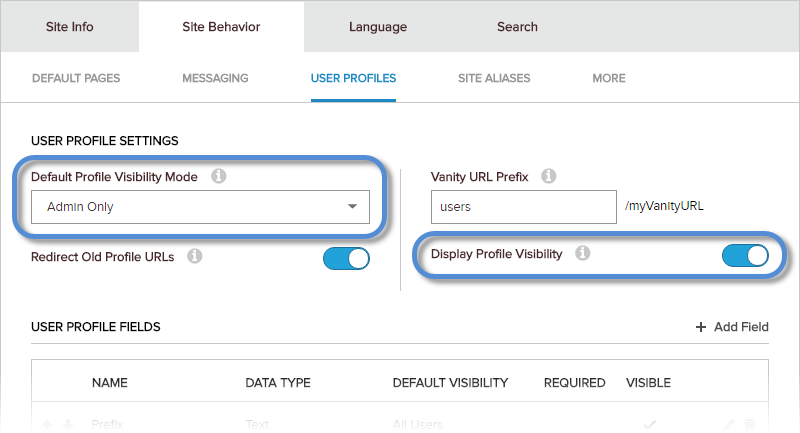 Site Info Site Behavior Language Search
DEFAULT PAGES MESSAGING USER PROFILES SITE ALIASES MORE
USER PROFILE SETTINGS
Default Profile Visibility Mode
Vanity URL Prefix
Admin Only
users /myVanityURL
Redirect Old Profile URLs
Display Profile Visibility
USER PROFILE FIELDS
+ Add Field
NAME DATA TYPE DEFAULT VISIBILITY REQUIRED VISIBLE
Prefix Text All Users